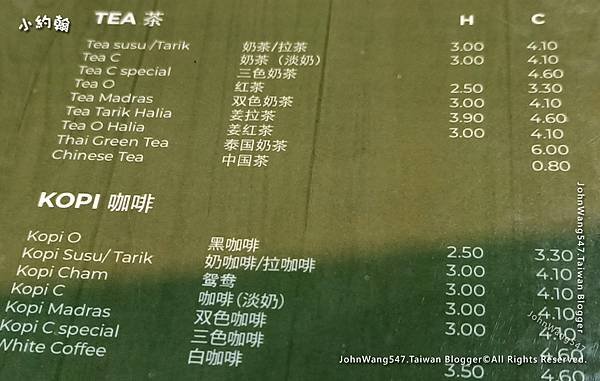 小約翰
TEA 茶 H C
Tea susu /Tarik 奶茶/拉茶 3.00 4.10
Tea C 奶茶 (淡奶) 3.00 4.10
Tea C special 三色奶茶 4.60
Tea O 红茶 2.50 3.30
Tea Madras 双色奶茶 3.00 4.10
Tea Tarik Halia 姜拉茶 3.90 4.60
Tea O Halia 姜红茶 3.00 4.10
Thai Green Tea 泰国奶茶 6.00
Chinese Tea 中国茶 0.80
KOPI 咖啡
Kopi O 黑咖啡 2.50 3.30
Kopi Susu/ Tarik 奶咖啡/拉咖啡 3.00 4.10
Kopi Cham 鸳鸯 3.00 4.10
Kopi C 咖啡 (淡奶) 3.00 4.10
Kopi Madras 双色咖啡 3.00 4.10
Kopi C special 三色咖啡 4.60
White Coffee 白咖啡 3.50 4.60
JohnWang547.Taiwan Blogger
JohnWang547
JohnWang547.Taiwan Blogger©All Rights Reserved.